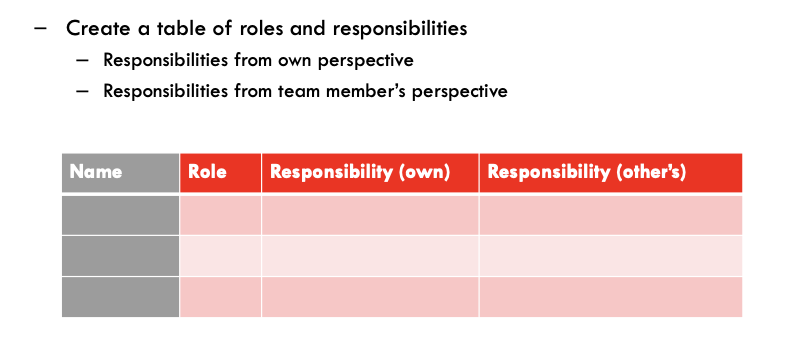 – Create a table of roles and responsibilities
– Responsibilities from own perspective
– Responsibilities from team member’s perspective
Name Role Responsibility (own) Responsibility (other’s)